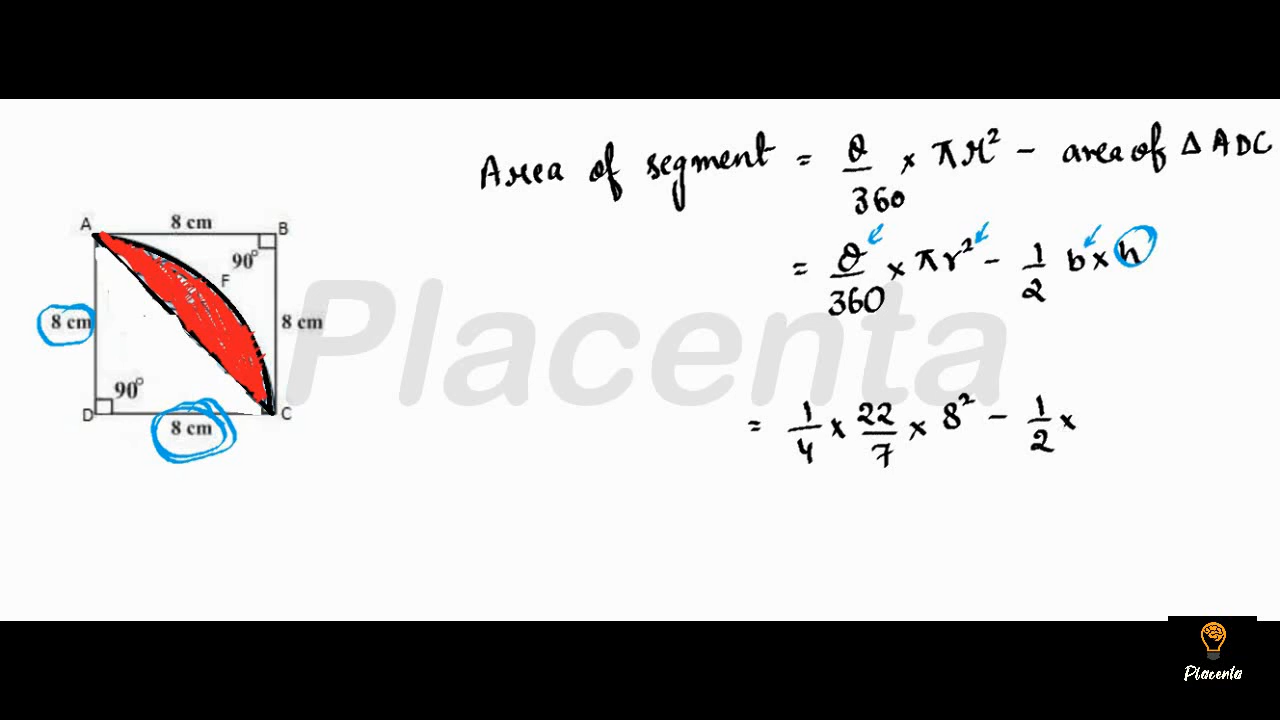 Area of segment = θ/360 × πr² − area of Δ ADC
= θ/360 × πr² − 1/2 b × h
= 1/4 × 22/7 × 8² − 1/2 ×
A 8 cm B
90°
F
8 cm 8 cm
90°
D 8 cm C
Placenta
Placenta